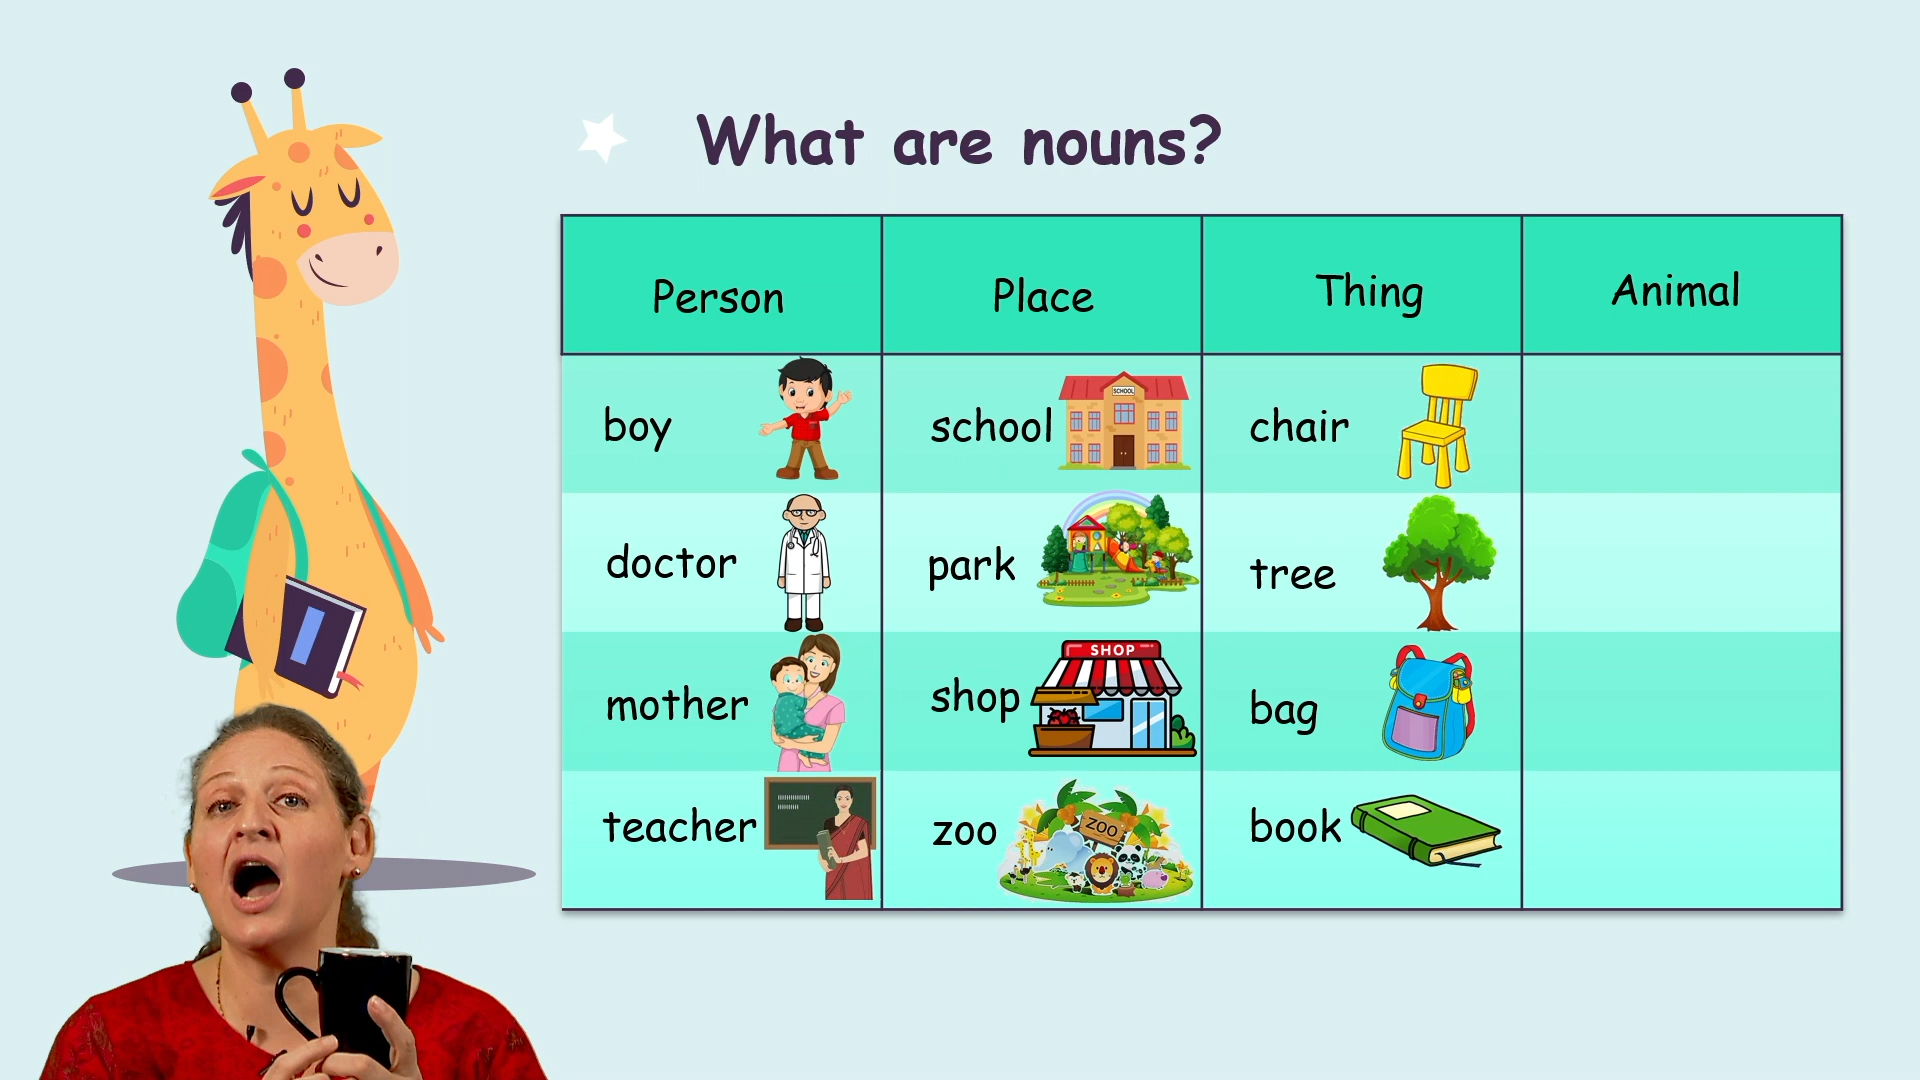 What are nouns?
Person Place Thing Animal
boy school SCHOOL chair
doctor park tree
mother shop SHOP bag
teacher zoo ZOO book